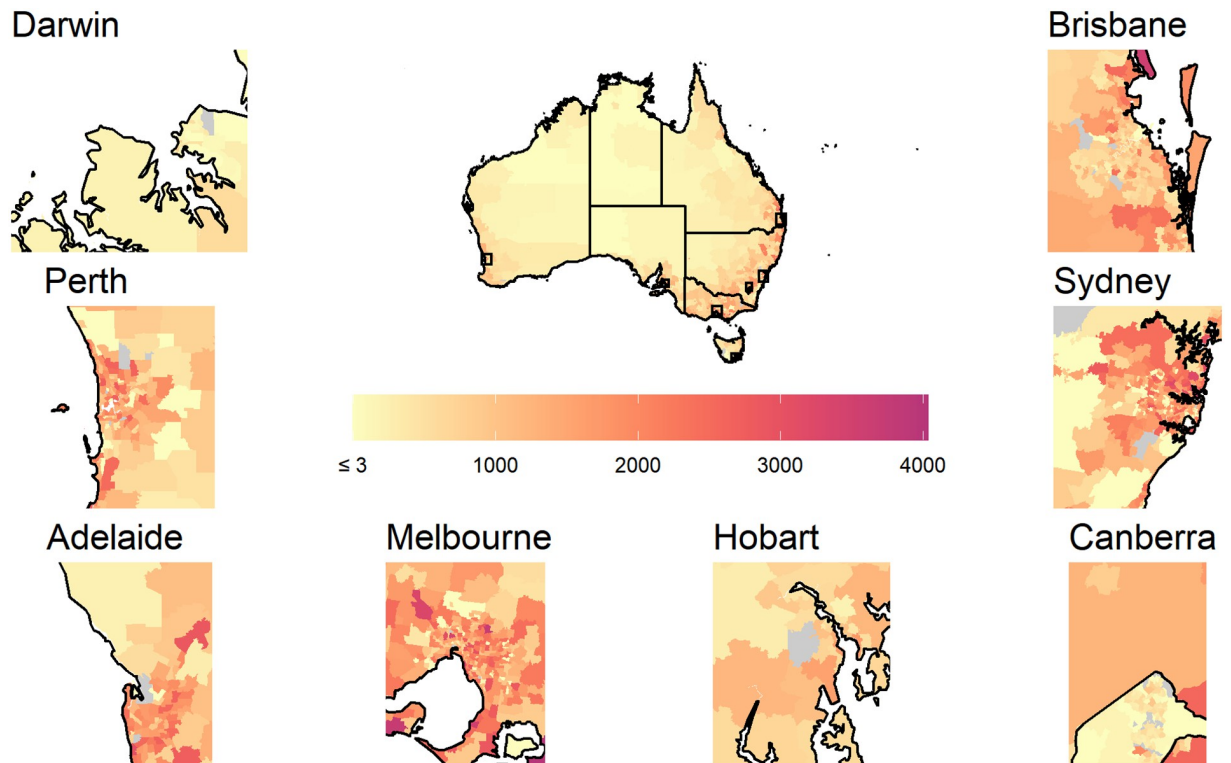 Darwin
Brisbane
Perth
Sydney
≤ 3
1000
2000
3000
4000
Adelaide
Melbourne
Hobart
Canberra